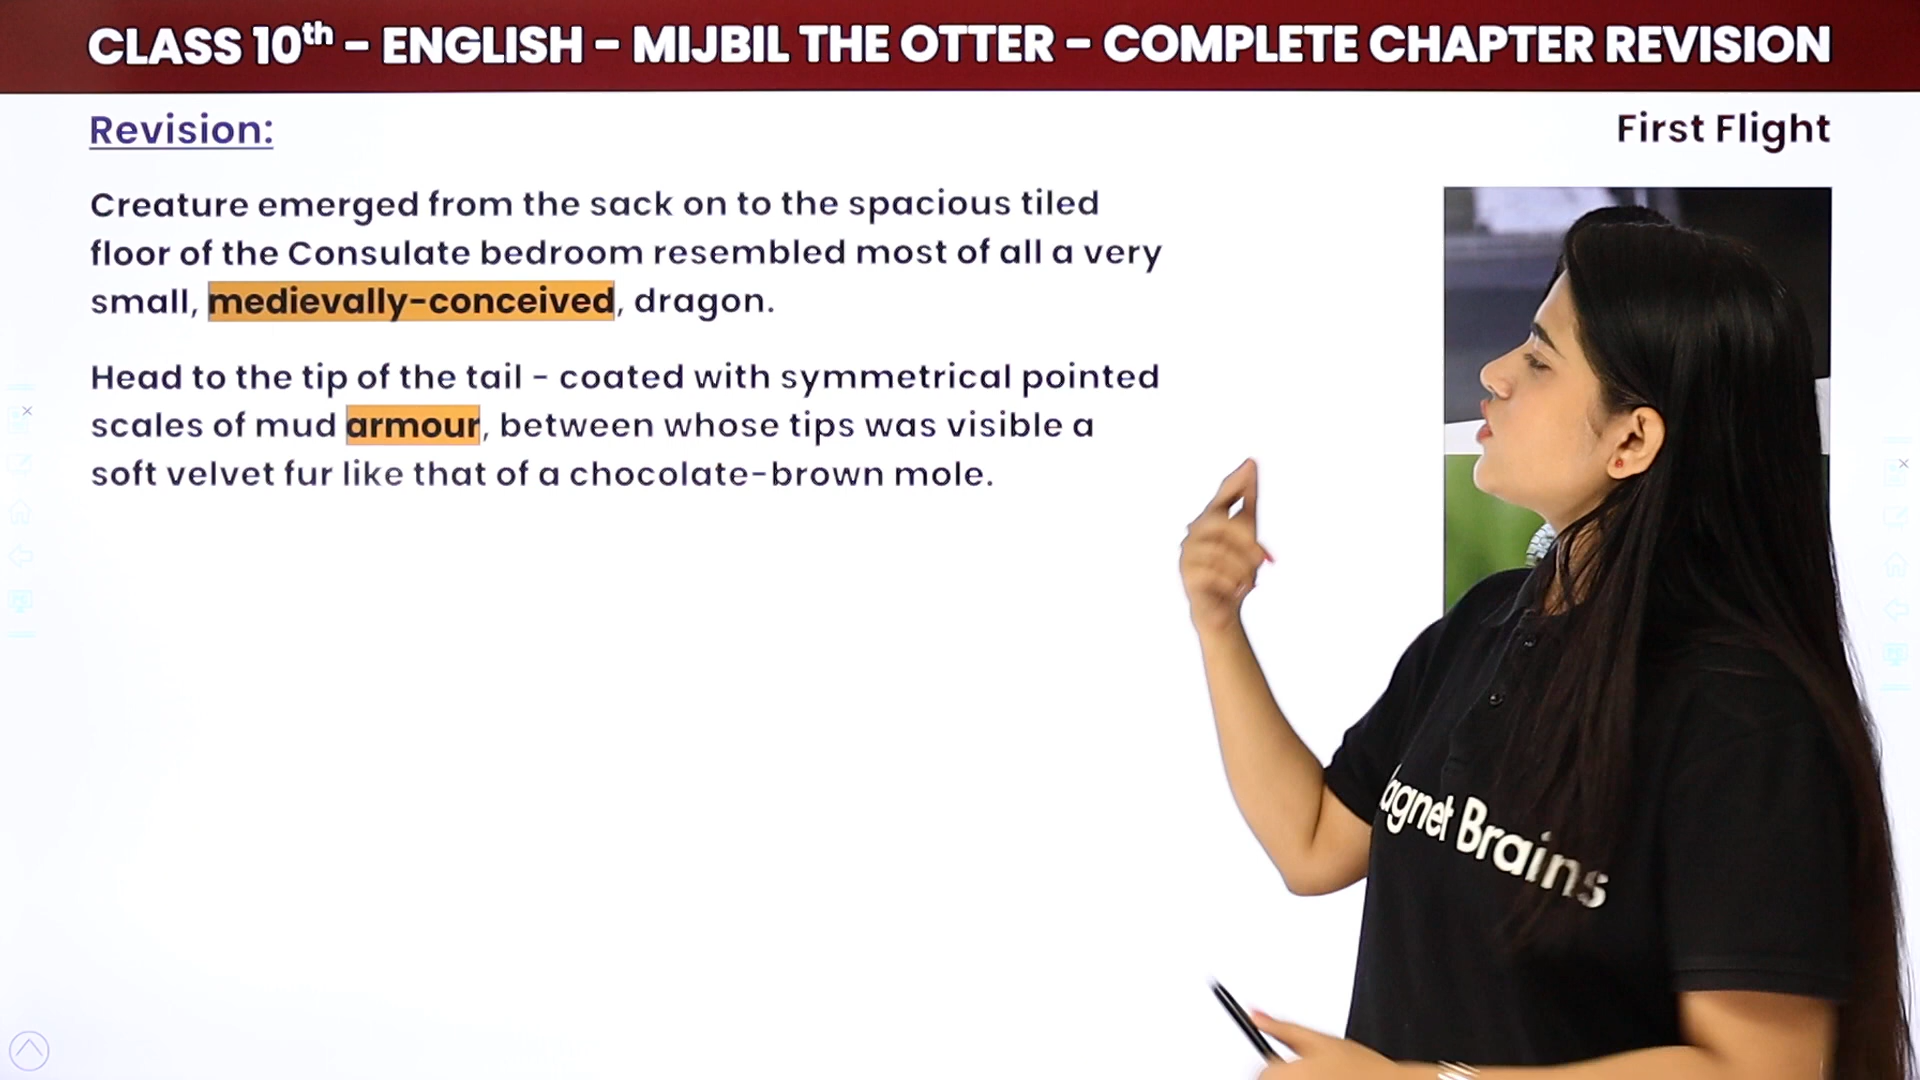 CLASS 10th – ENGLISH – MIJBIL THE OTTER – COMPLETE CHAPTER REVISION
Revision:
First Flight
Creature emerged from the sack on to the spacious tiled
floor of the Consulate bedroom resembled most of all a very
small, medievally-conceived, dragon.
Head to the tip of the tail – coated with symmetrical pointed
scales of mud armour, between whose tips was visible a
soft velvet fur like that of a chocolate-brown mole.
agnet Brains